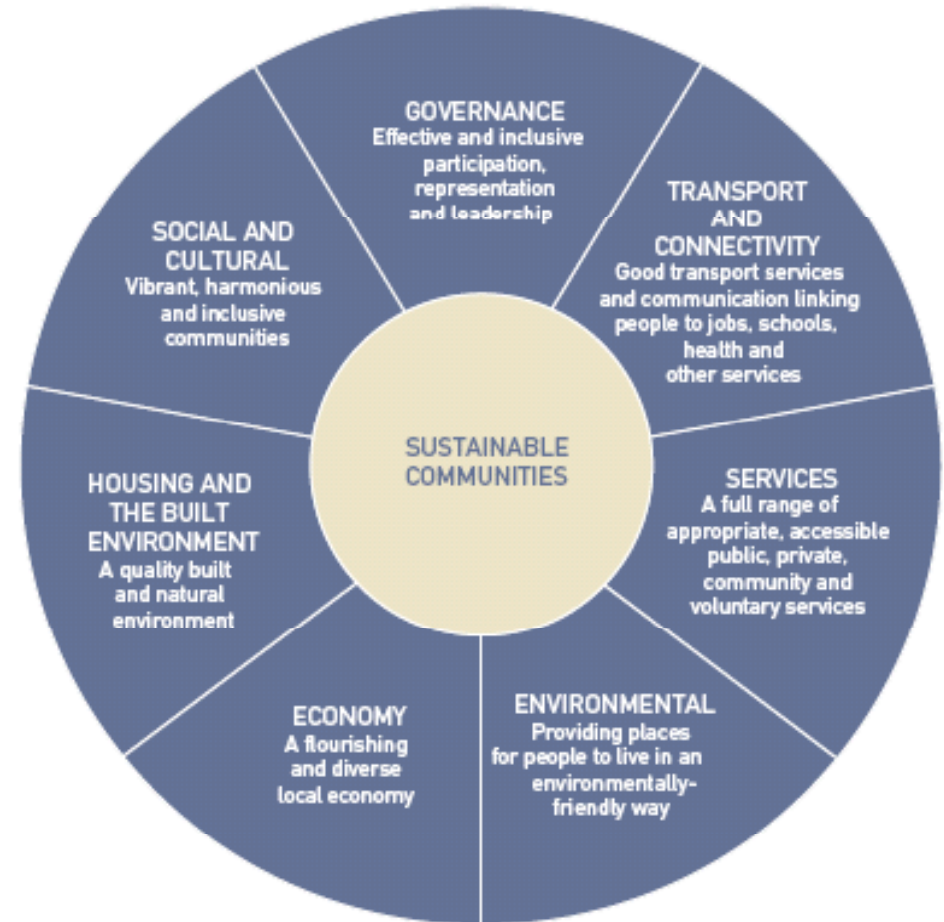 GOVERNANCE
Effective and inclusive
participation,
representation
and leadership
TRANSPORT
AND
CONNECTIVITY
Good transport services
and communication linking
people to jobs, schools,
health and
other services
SERVICES
A full range of
appropriate, accessible
public, private,
community and
voluntary services
ENVIRONMENTAL
Providing places
for people to live in an
environmentally-
friendly way
ECONOMY
A flourishing
and diverse
local economy
HOUSING AND
THE BUILT
ENVIRONMENT
A quality built
and natural
environment
SOCIAL AND
CULTURAL
Vibrant, harmonious
and inclusive
communities
SUSTAINABLE
COMMUNITIES